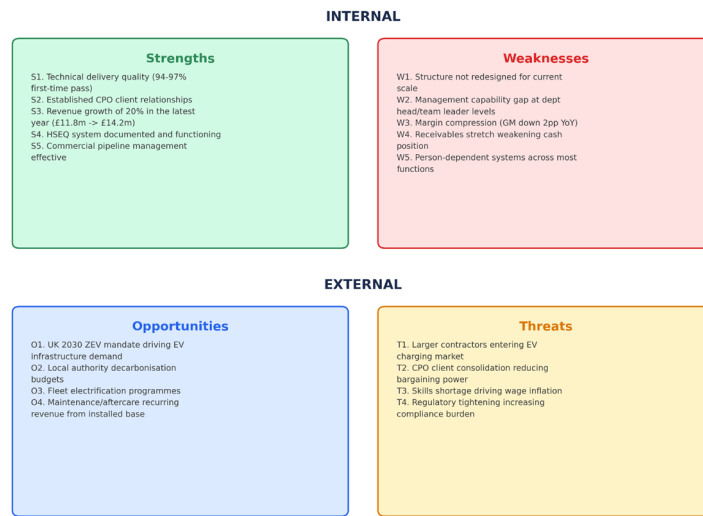 INTERNAL
Strengths
S1. Technical delivery quality (94-97%
first-time pass)
S2. Established CPO client relationships
S3. Revenue growth of 20% in the latest
year (£11.8m -> £14.2m)
S4. HSEQ system documented and functioning
S5. Commercial pipeline management
effective
Weaknesses
W1. Structure not redesigned for current
scale
W2. Management capability gap at dept
head/team leader levels
W3. Margin compression (GM down 2pp YoY)
W4. Receivables stretch weakening cash
position
W5. Person-dependent systems across most
functions
EXTERNAL
Opportunities
O1. UK 2030 ZEV mandate driving EV
infrastructure demand
O2. Local authority decarbonisation
budgets
O3. Fleet electrification programmes
O4. Maintenance/aftercare recurring
revenue from installed base
Threats
T1. Larger contractors entering EV
charging market
T2. CPO client consolidation reducing
bargaining power
T3. Skills shortage driving wage inflation
T4. Regulatory tightening increasing
compliance burden